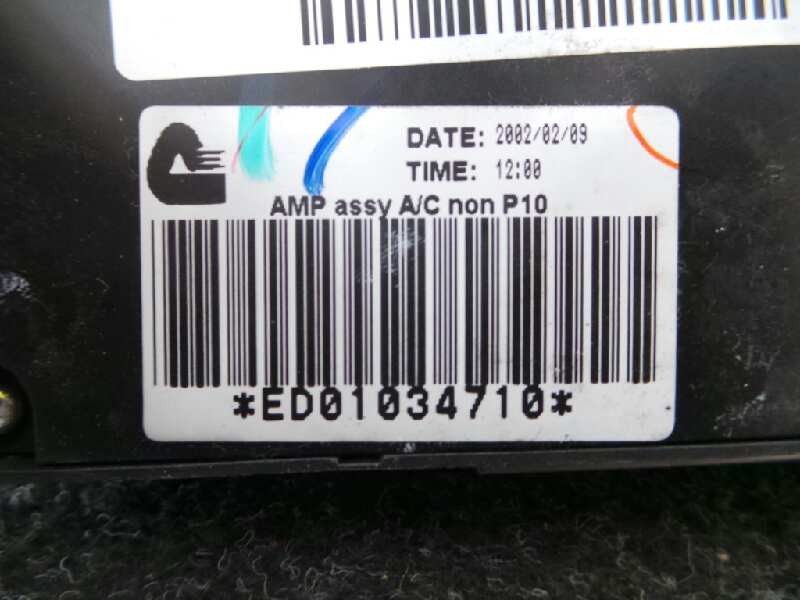 DATE: 2002/02/09
TIME: 12:00
AMP assy A/C non P10
*ED01034710*